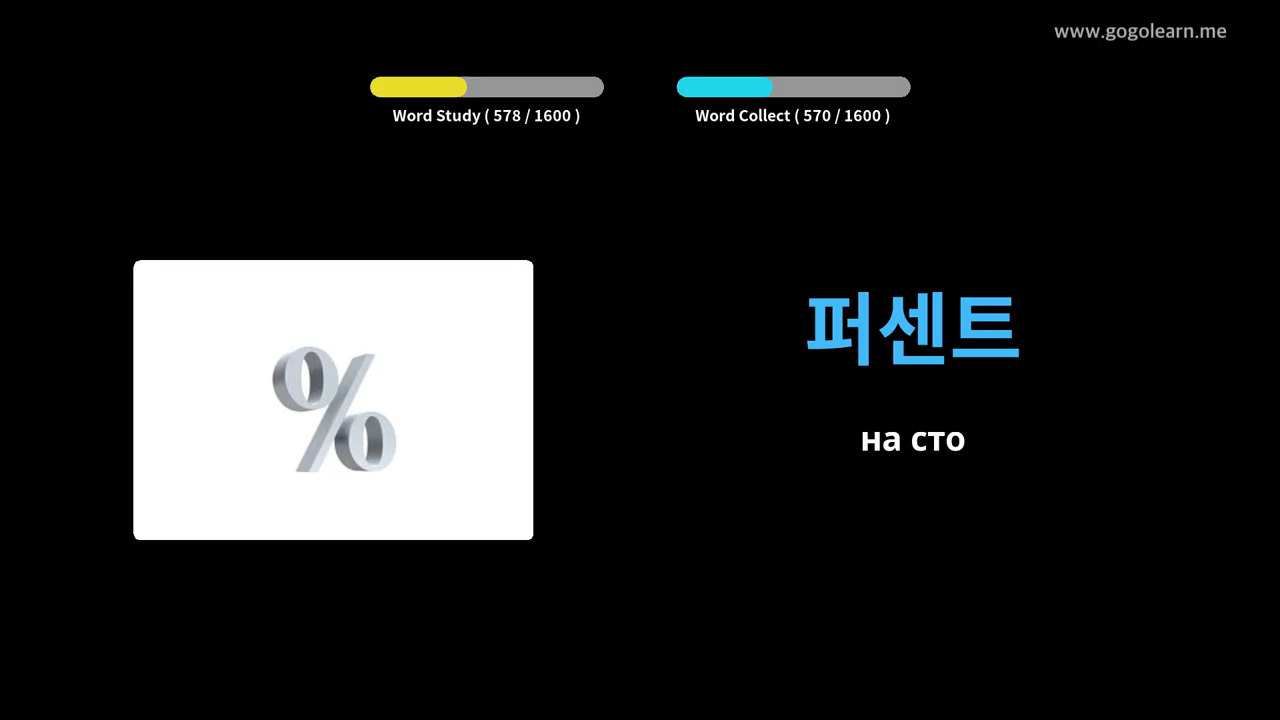 www.gogolearn.me
Word Study ( 578 / 1600 )
Word Collect ( 570 / 1600 )
%
퍼센트
на сто